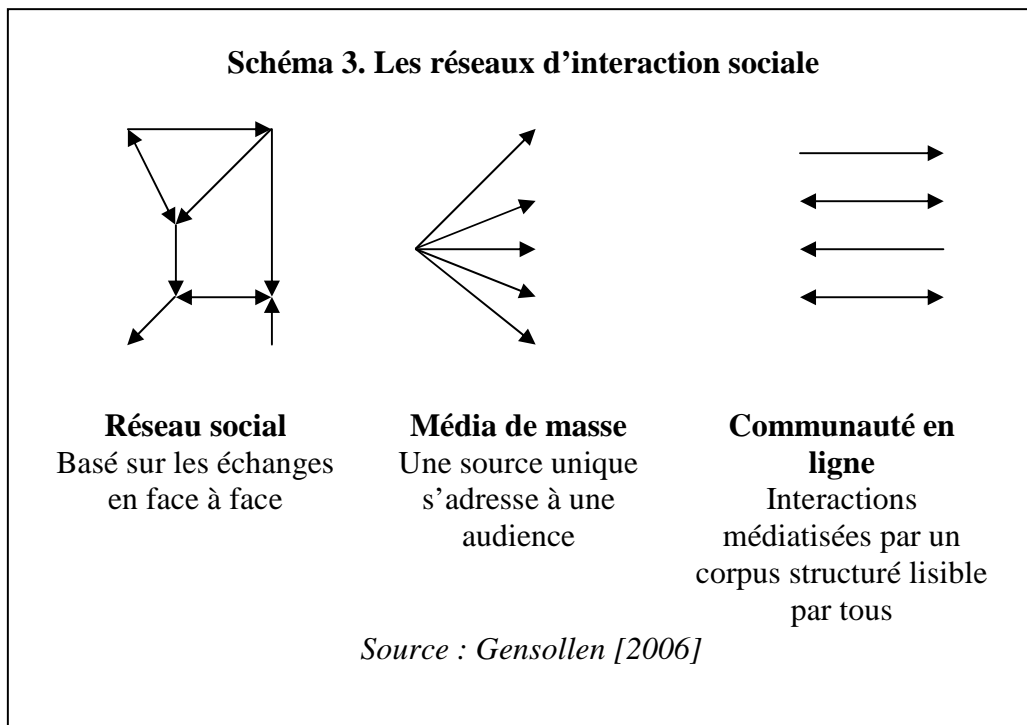 Schéma 3. Les réseaux d’interaction sociale
Réseau social
Basé sur les échanges
en face à face
Média de masse
Une source unique
s’adresse à une
audience
Communauté en
ligne
Interactions
médiatisées par un
corpus structuré lisible
par tous
Source : Gensollen [2006]